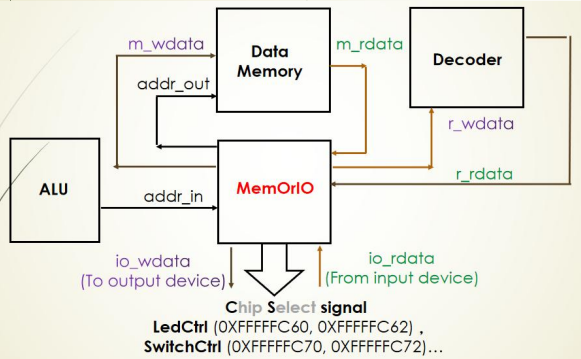 m_wdata
Data
Memory
m_rdata
Decoder
addr_out
r_wdata
ALU
addr_in
MemOrIO
r_rdata
io_wdata
(To output device)
io_rdata
(From input device)
Chip Select signal
LedCtrl (0XFFFFFC60, 0XFFFFFC62) ，
SwitchCtrl (0XFFFFFC70, 0XFFFFFC72)...